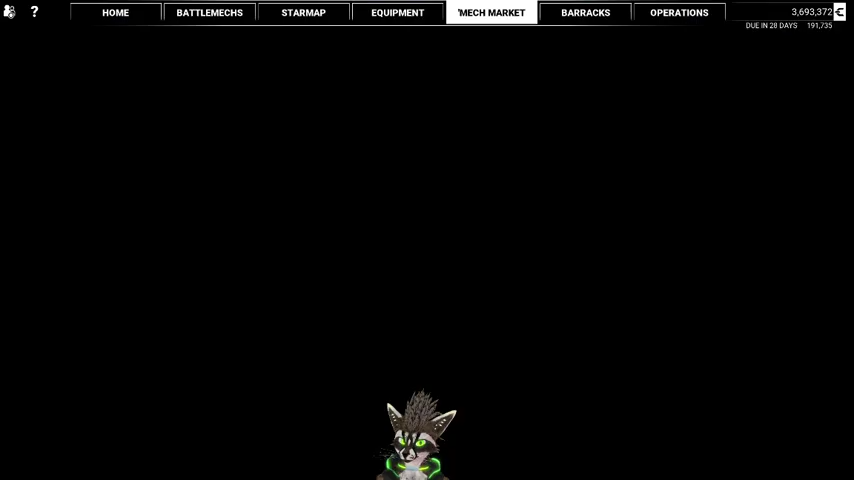 ? HOME BATTLEMECHS STARMAP EQUIPMENT 'MECH MARKET BARRACKS OPERATIONS 3,693,372
DUE IN 28 DAYS 191,735